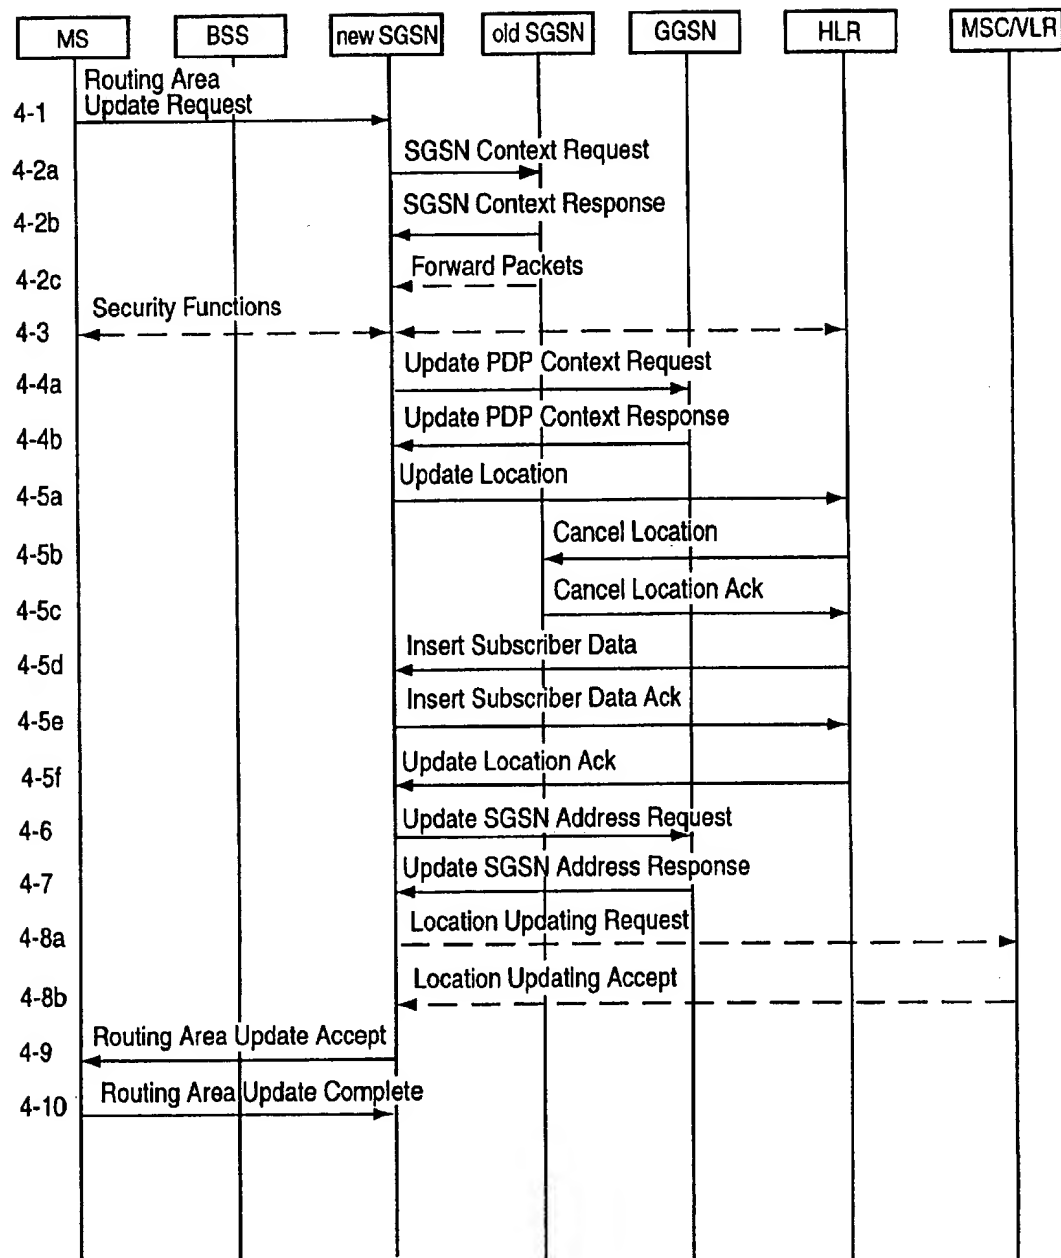 MS BSS new SGSN old SGSN GGSN HLR MSC/VLR
Routing Area
4-1 Update Request
SGSN Context Request
4-2a
SGSN Context Response
4-2b
Forward Packets
4-2c
Security Functions
4-3
Update PDP Context Request
4-4a
Update PDP Context Response
4-4b
Update Location
4-5a
Cancel Location
4-5b
Cancel Location Ack
4-5c
Insert Subscriber Data
4-5d
Insert Subscriber Data Ack
4-5e
Update Location Ack
4-5f
Update SGSN Address Request
4-6
Update SGSN Address Response
4-7
Location Updating Request
4-8a
Location Updating Accept
4-8b
Routing Area Update Accept
4-9
Routing Area Update Complete
4-10